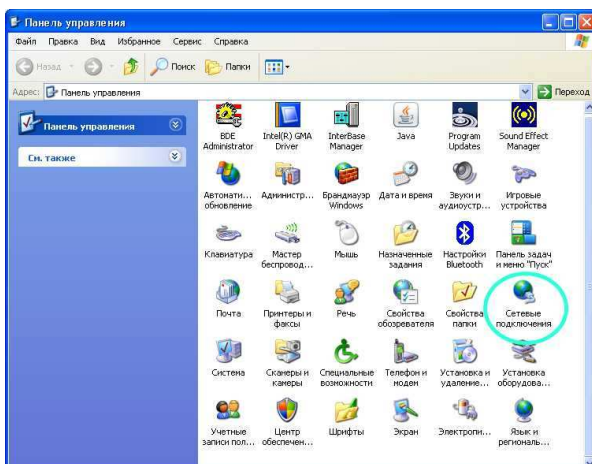 Панель управления
Файл Правка Вид Избранное Сервис Справка
Назад Поиск Папки
Адрес: Панель управления Переход
Панель управления
См. также
BDE Administrator
Intel(R) GMA Driver
InterBase Manager
Java
Program Updates
Sound Effect Manager
Автомати... обновление
Администр...
Брандмауэр Windows
Дата и время
Звуки и аудиоустр...
Игровые устройства
Клавиатура
Мастер беспровод...
Мышь
Назначенные задания
Настройки Bluetooth
Панель задач и меню "Пуск"
Почта
Принтеры и факсы
Речь
Свойства обозревателя
Свойства папки
Сетевые подключения
Система
Сканеры и камеры
Специальные возможности
Телефон и модем
Установка и удаление...
Установка оборудова...
Учетные записи пол...
Центр обеспечен...
Шрифты
Экран
Электропи...
Язык и региональ...